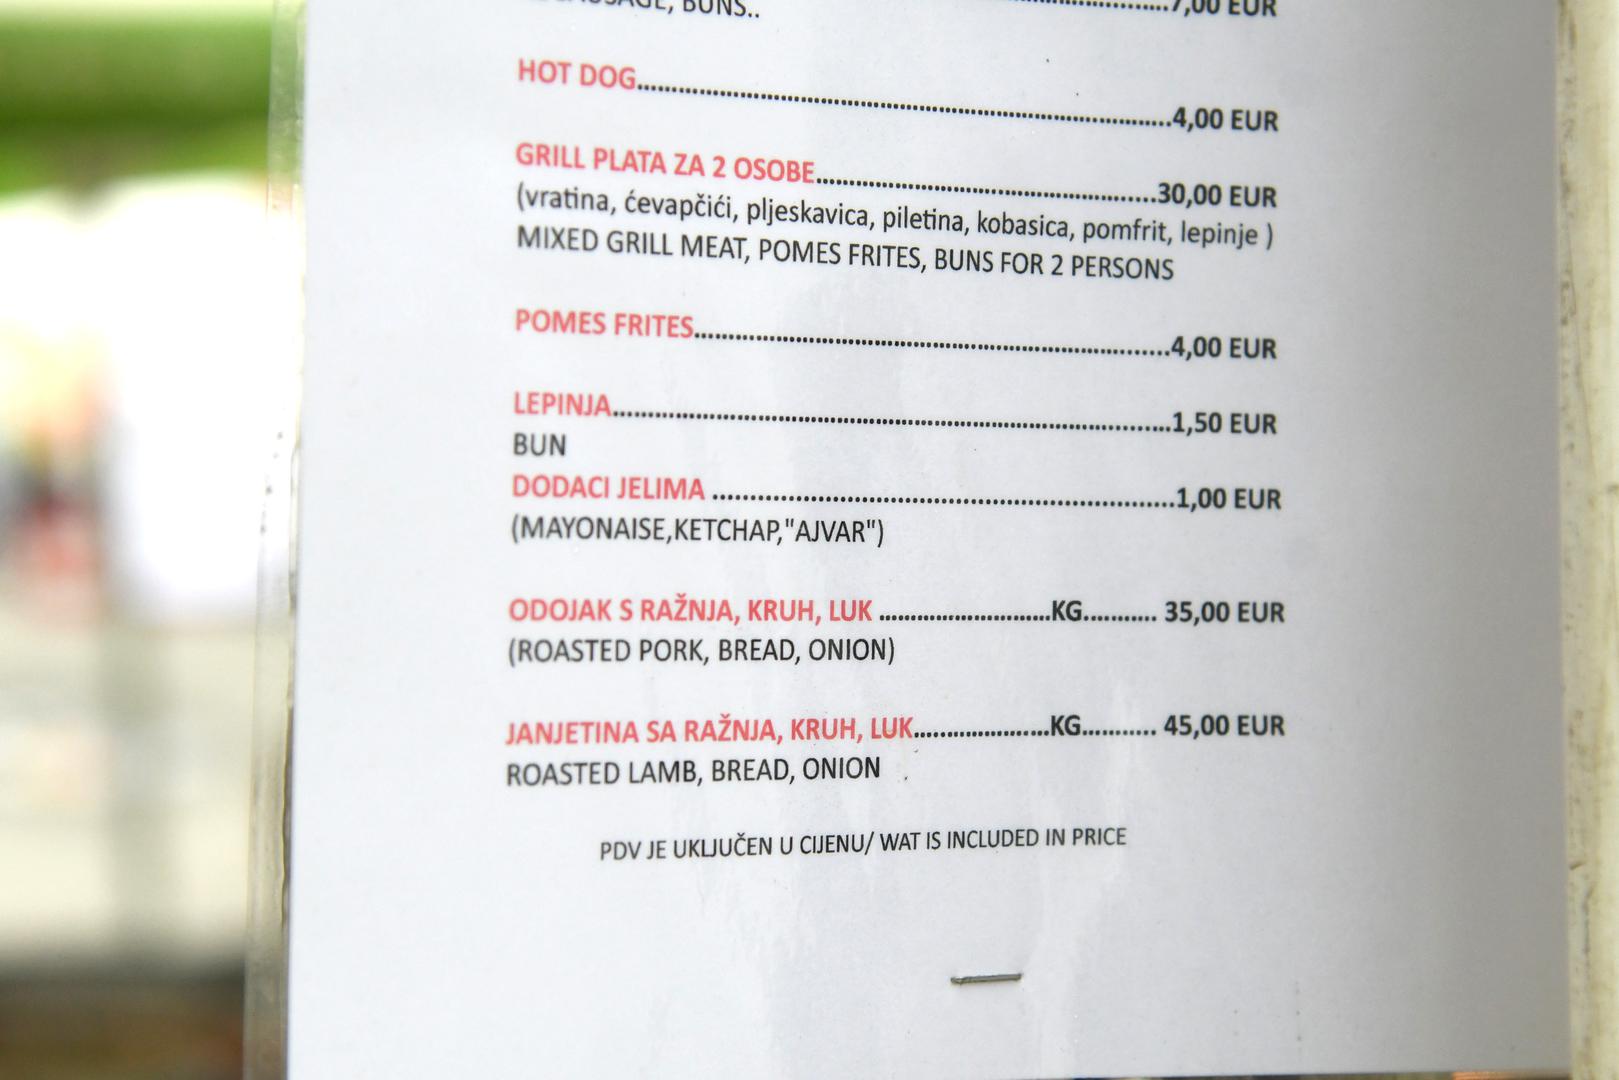 BUNS..
7,00 EUR
HOT DOG.......4,00 EUR
GRILL PLATA ZA 2 OSOBE.......30,00 EUR
(vratina, ćevapčići, pljeskavica, piletina, kobasica, pomfrit, lepinje )
MIXED GRILL MEAT, POMES FRITES, BUNS FOR 2 PERSONS
POMES FRITES.......4,00 EUR
LEPINJA.......1,50 EUR
BUN
DODACI JELIMA .......1,00 EUR
(MAYONAISE,KETCHAP,"AJVAR")
ODOJAK S RAŽNJA, KRUH, LUK .......KG....... 35,00 EUR
(ROASTED PORK, BREAD, ONION)
JANJETINA SA RAŽNJA, KRUH, LUK.......KG....... 45,00 EUR
ROASTED LAMB, BREAD, ONION
PDV JE UKLJUČEN U CIJENU/ WAT IS INCLUDED IN PRICE